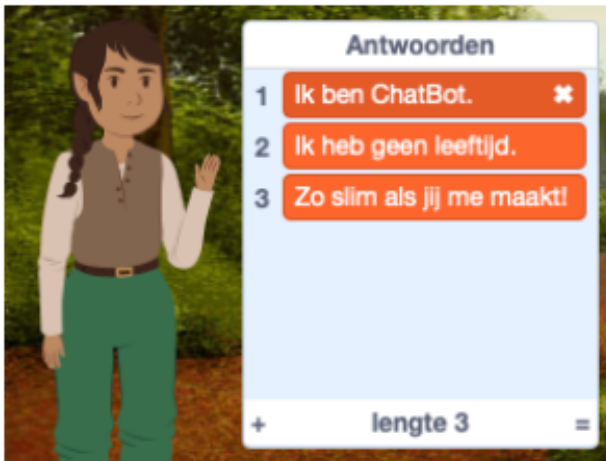 Antwoorden
1 Ik ben ChatBot. ✖
2 Ik heb geen leeftijd.
3 Zo slim als jij me maakt!
+ lengte 3 =